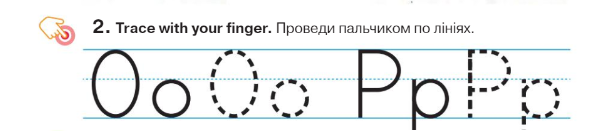 2. Trace with your finger. Проведи пальчиком по лініях.
Oo Oo Pp Pp